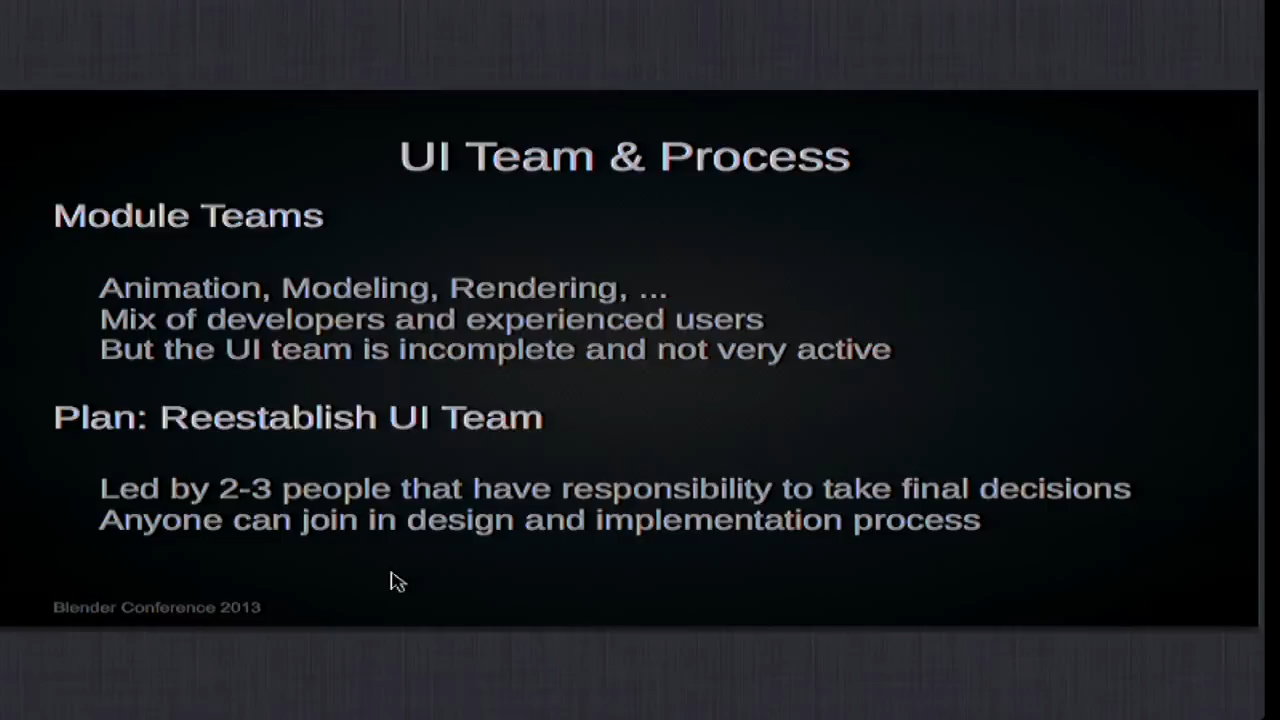 UI Team & Process
Module Teams
Animation, Modeling, Rendering, ...
Mix of developers and experienced users
But the UI team is incomplete and not very active
Plan: Reestablish UI Team
Led by 2-3 people that have responsibility to take final decisions
Anyone can join in design and implementation process
Blender Conference 2013